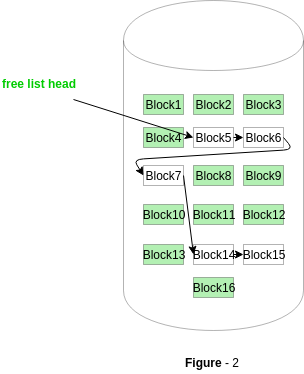 free list head
Block1 Block2 Block3
Block4 Block5 Block6
Block7 Block8 Block9
Block10 Block11 Block12
Block13 Block14 Block15
Block16
Figure - 2